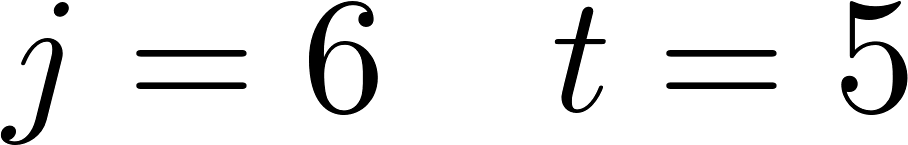 j = 6 t = 5